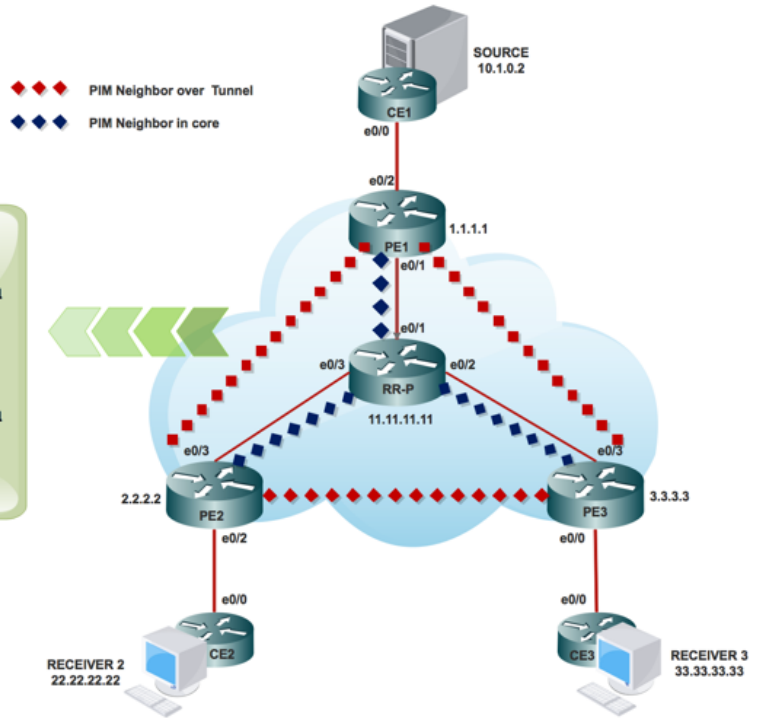 SOURCE
10.1.0.2
PIM Neighbor over Tunnel
PIM Neighbor in core
CE1
e0/0
e0/2
1.1.1.1
PE1
e0/1
e0/1
e0/3
e0/2
RR-P
11.11.11.11
e0/3
e0/3
2.2.2.2
PE2
3.3.3.3
PE3
e0/2
e0/0
e0/0
e0/0
CE2
CE3
RECEIVER 2
22.22.22.22
RECEIVER 3
33.33.33.33